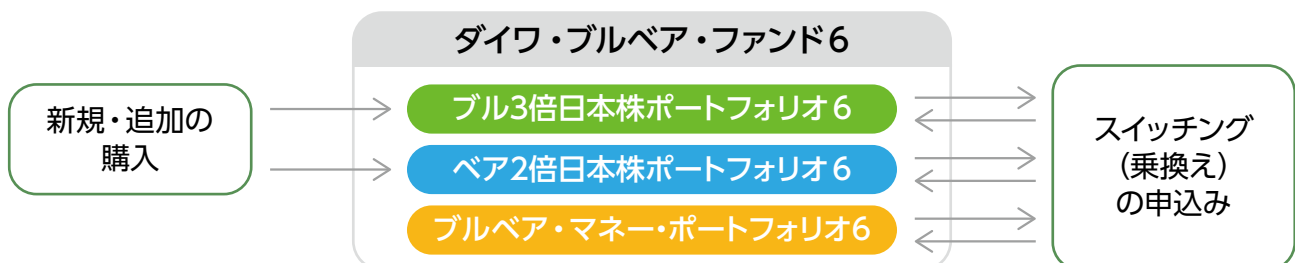 ダイワ・ブルベア・ファンド6
新規・追加の
購入
ブル3倍日本株ポートフォリオ6
ベア2倍日本株ポートフォリオ6
ブルベア・マネー・ポートフォリオ6
スイッチング
(乗換え)
の申込み